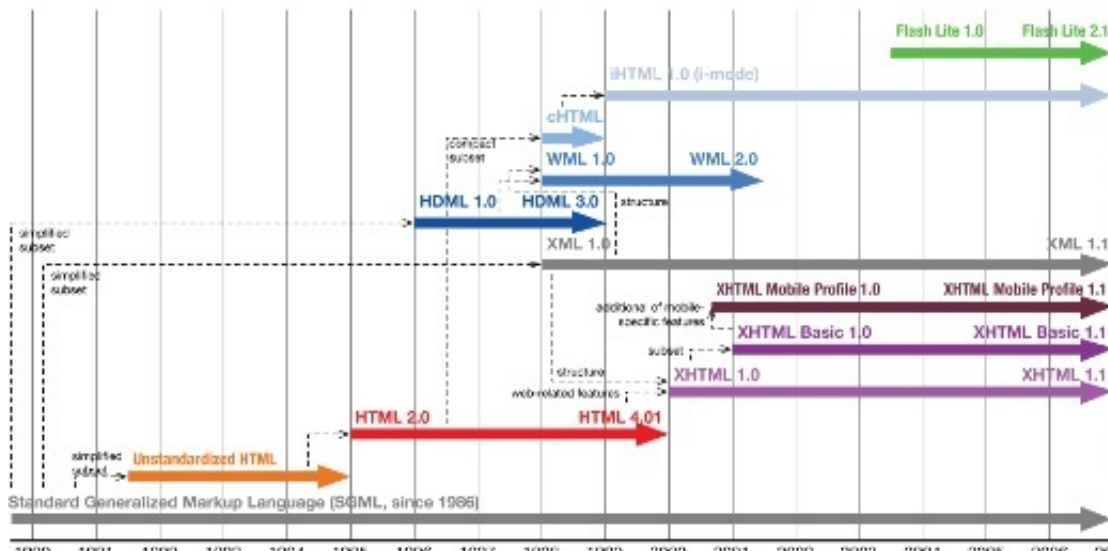 Flash Lite 1.0
Flash Lite 2.1
iHTML 1.0 (i-mode)
cHTML
compact
subset
WML 1.0
WML 2.0
HDML 1.0
HDML 3.0
structure
simplified
subset
XML 1.0
XML 1.1
simplified
subset
XHTML Mobile Profile 1.0
XHTML Mobile Profile 1.1
additional of mobile-
specific features
XHTML Basic 1.0
XHTML Basic 1.1
subset
structure
XHTML 1.0
XHTML 1.1
web-related features
HTML 2.0
HTML 4.01
simplified
subset
Unstandardized HTML
Standard Generalized Markup Language (SGML, since 1986)